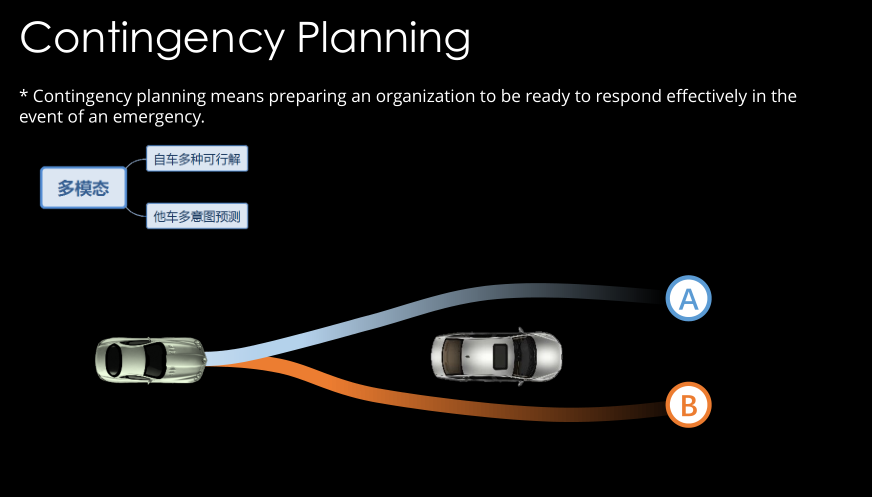 Contingency Planning
* Contingency planning means preparing an organization to be ready to respond effectively in the
event of an emergency.
自车多种可行解
多模态
他车多意图预测
A
B